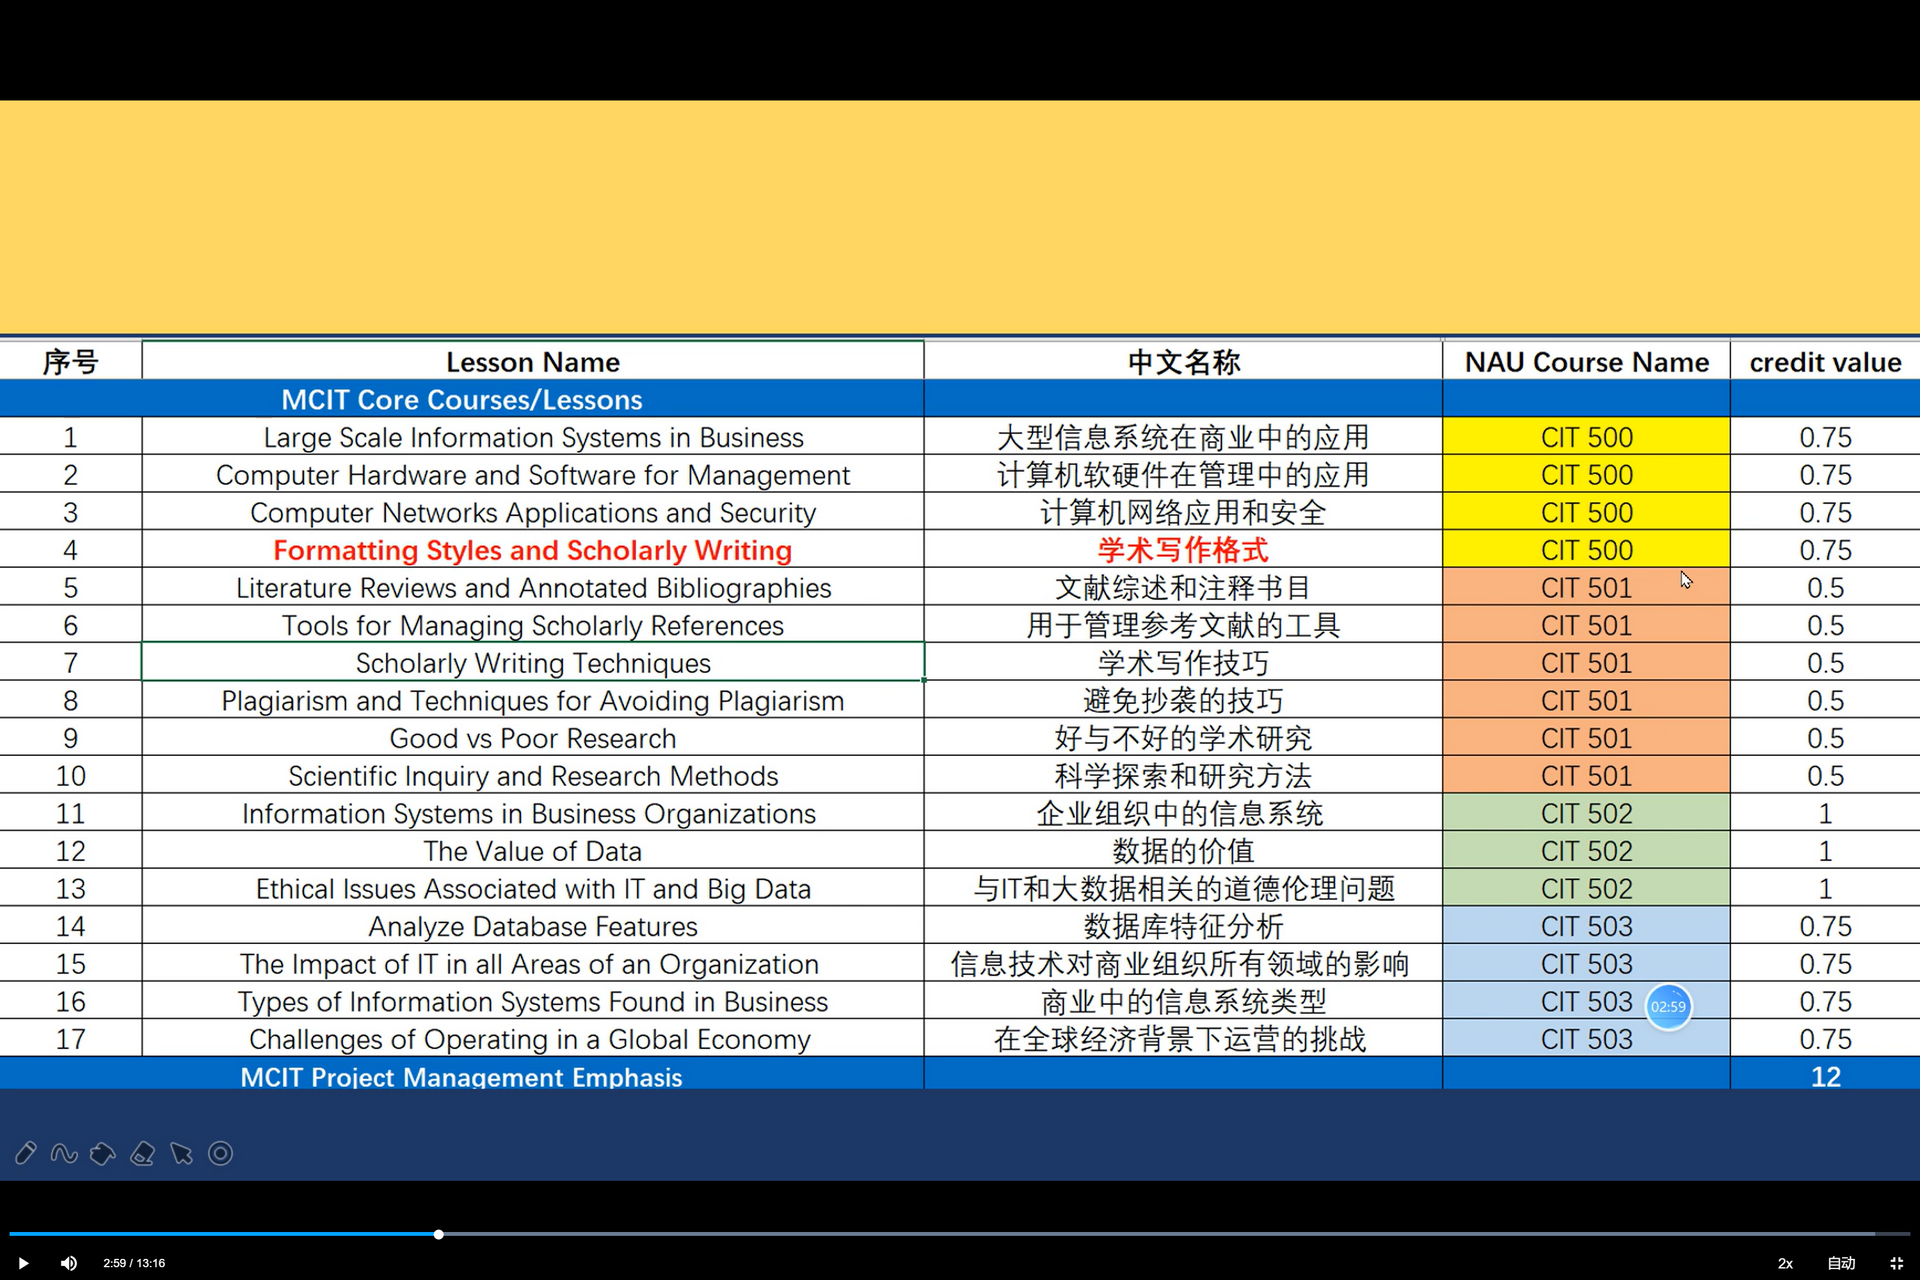 序号 Lesson Name 中文名称 NAU Course Name credit value
MCIT Core Courses/Lessons
1 Large Scale Information Systems in Business 大型信息系统在商业中的应用 CIT 500 0.75
2 Computer Hardware and Software for Management 计算机软硬件在管理中的应用 CIT 500 0.75
3 Computer Networks Applications and Security 计算机网络应用和安全 CIT 500 0.75
4 Formatting Styles and Scholarly Writing 学术写作格式 CIT 500 0.75
5 Literature Reviews and Annotated Bibliographies 文献综述和注释书目 CIT 501 0.5
6 Tools for Managing Scholarly References 用于管理参考文献的工具 CIT 501 0.5
7 Scholarly Writing Techniques 学术写作技巧 CIT 501 0.5
8 Plagiarism and Techniques for Avoiding Plagiarism 避免抄袭的技巧 CIT 501 0.5
9 Good vs Poor Research 好与不好的学术研究 CIT 501 0.5
10 Scientific Inquiry and Research Methods 科学探索和研究方法 CIT 501 0.5
11 Information Systems in Business Organizations 企业组织中的信息系统 CIT 502 1
12 The Value of Data 数据的价值 CIT 502 1
13 Ethical Issues Associated with IT and Big Data 与IT和大数据相关的道德伦理问题 CIT 502 1
14 Analyze Database Features 数据库特征分析 CIT 503 0.75
15 The Impact of IT in all Areas of an Organization 信息技术对商业组织所有领域的影响 CIT 503 0.75
16 Types of Information Systems Found in Business 商业中的信息系统类型 CIT 503 02:59 0.75
17 Challenges of Operating in a Global Economy 在全球经济背景下运营的挑战 CIT 503 0.75
MCIT Project Management Emphasis 12
2:59 / 13:16 2x 自动